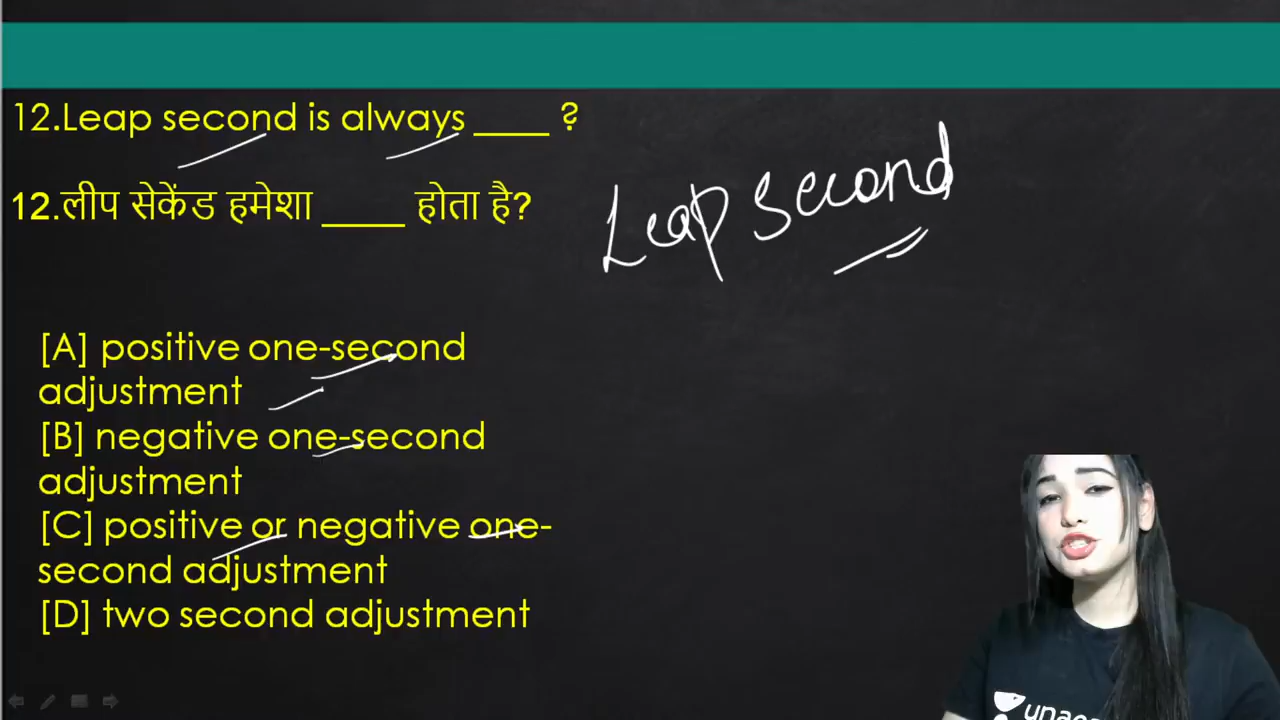 12.Leap second is always ____ ?
12.लीप सेकेंड हमेशा ____ होता है?
Leap second
[A] positive one-second
adjustment
[B] negative one-second
adjustment
[C] positive or negative one-
second adjustment
[D] two second adjustment